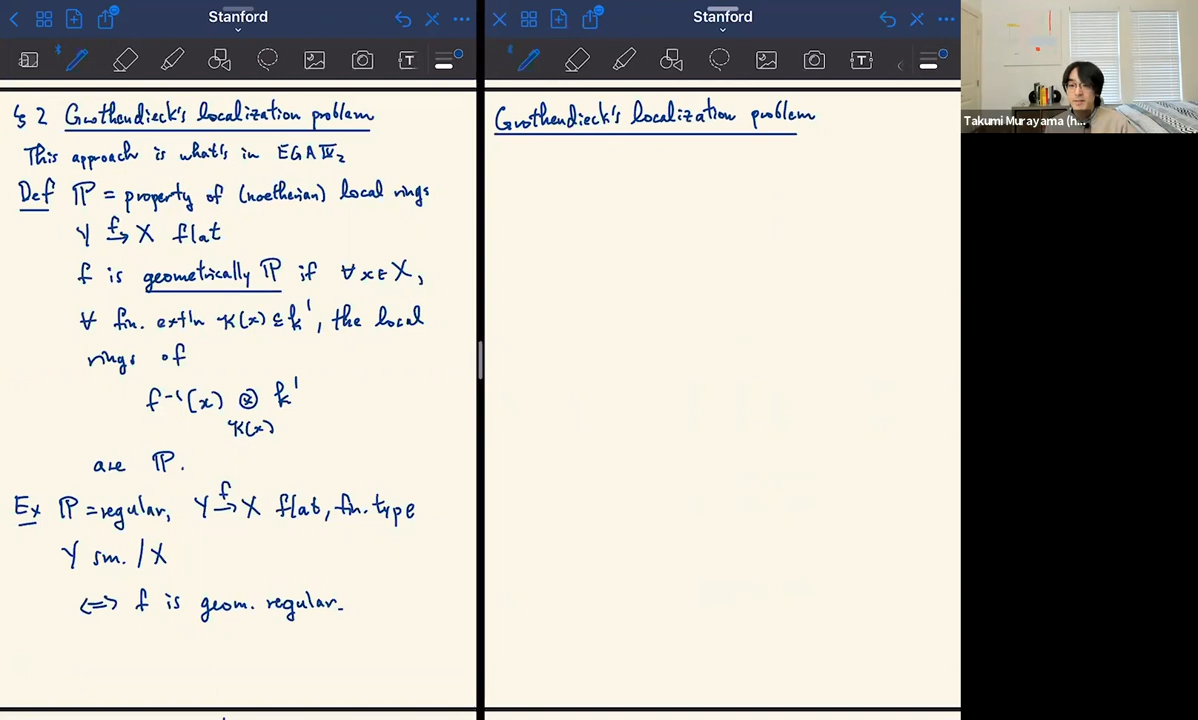 Stanford
§ 2 Grothendieck's localization problem
This approach is what's in EGA IV₂
Def ℙ = property of (noetherian) local rings
Y →f X flat
f is geometrically ℙ if ∀ x ∈ X,
∀ fin. ext'n κ(x) ⊆ k', the local
rings of
f⁻¹(x) ⊗ k'
κ(x)
are ℙ.
Ex ℙ = regular, Y →f X flat, fin. type
Y sm. / X
⟺ f is geom. regular.
Stanford
Grothendieck's localization problem
Takumi Murayama (h...